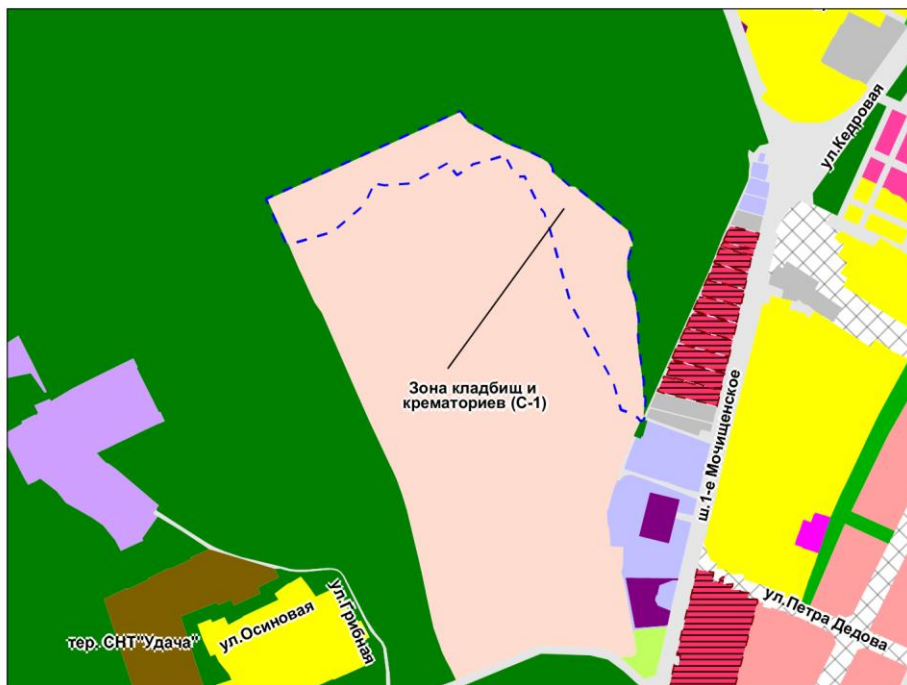 ул.Кедровая
Зона кладбищ и
крематориев (С-1)
ш.1-е Мочищенское
ул.Петра Дедова
ул.Грибная
ул.Осиновая
тер. СНТ"Удача"